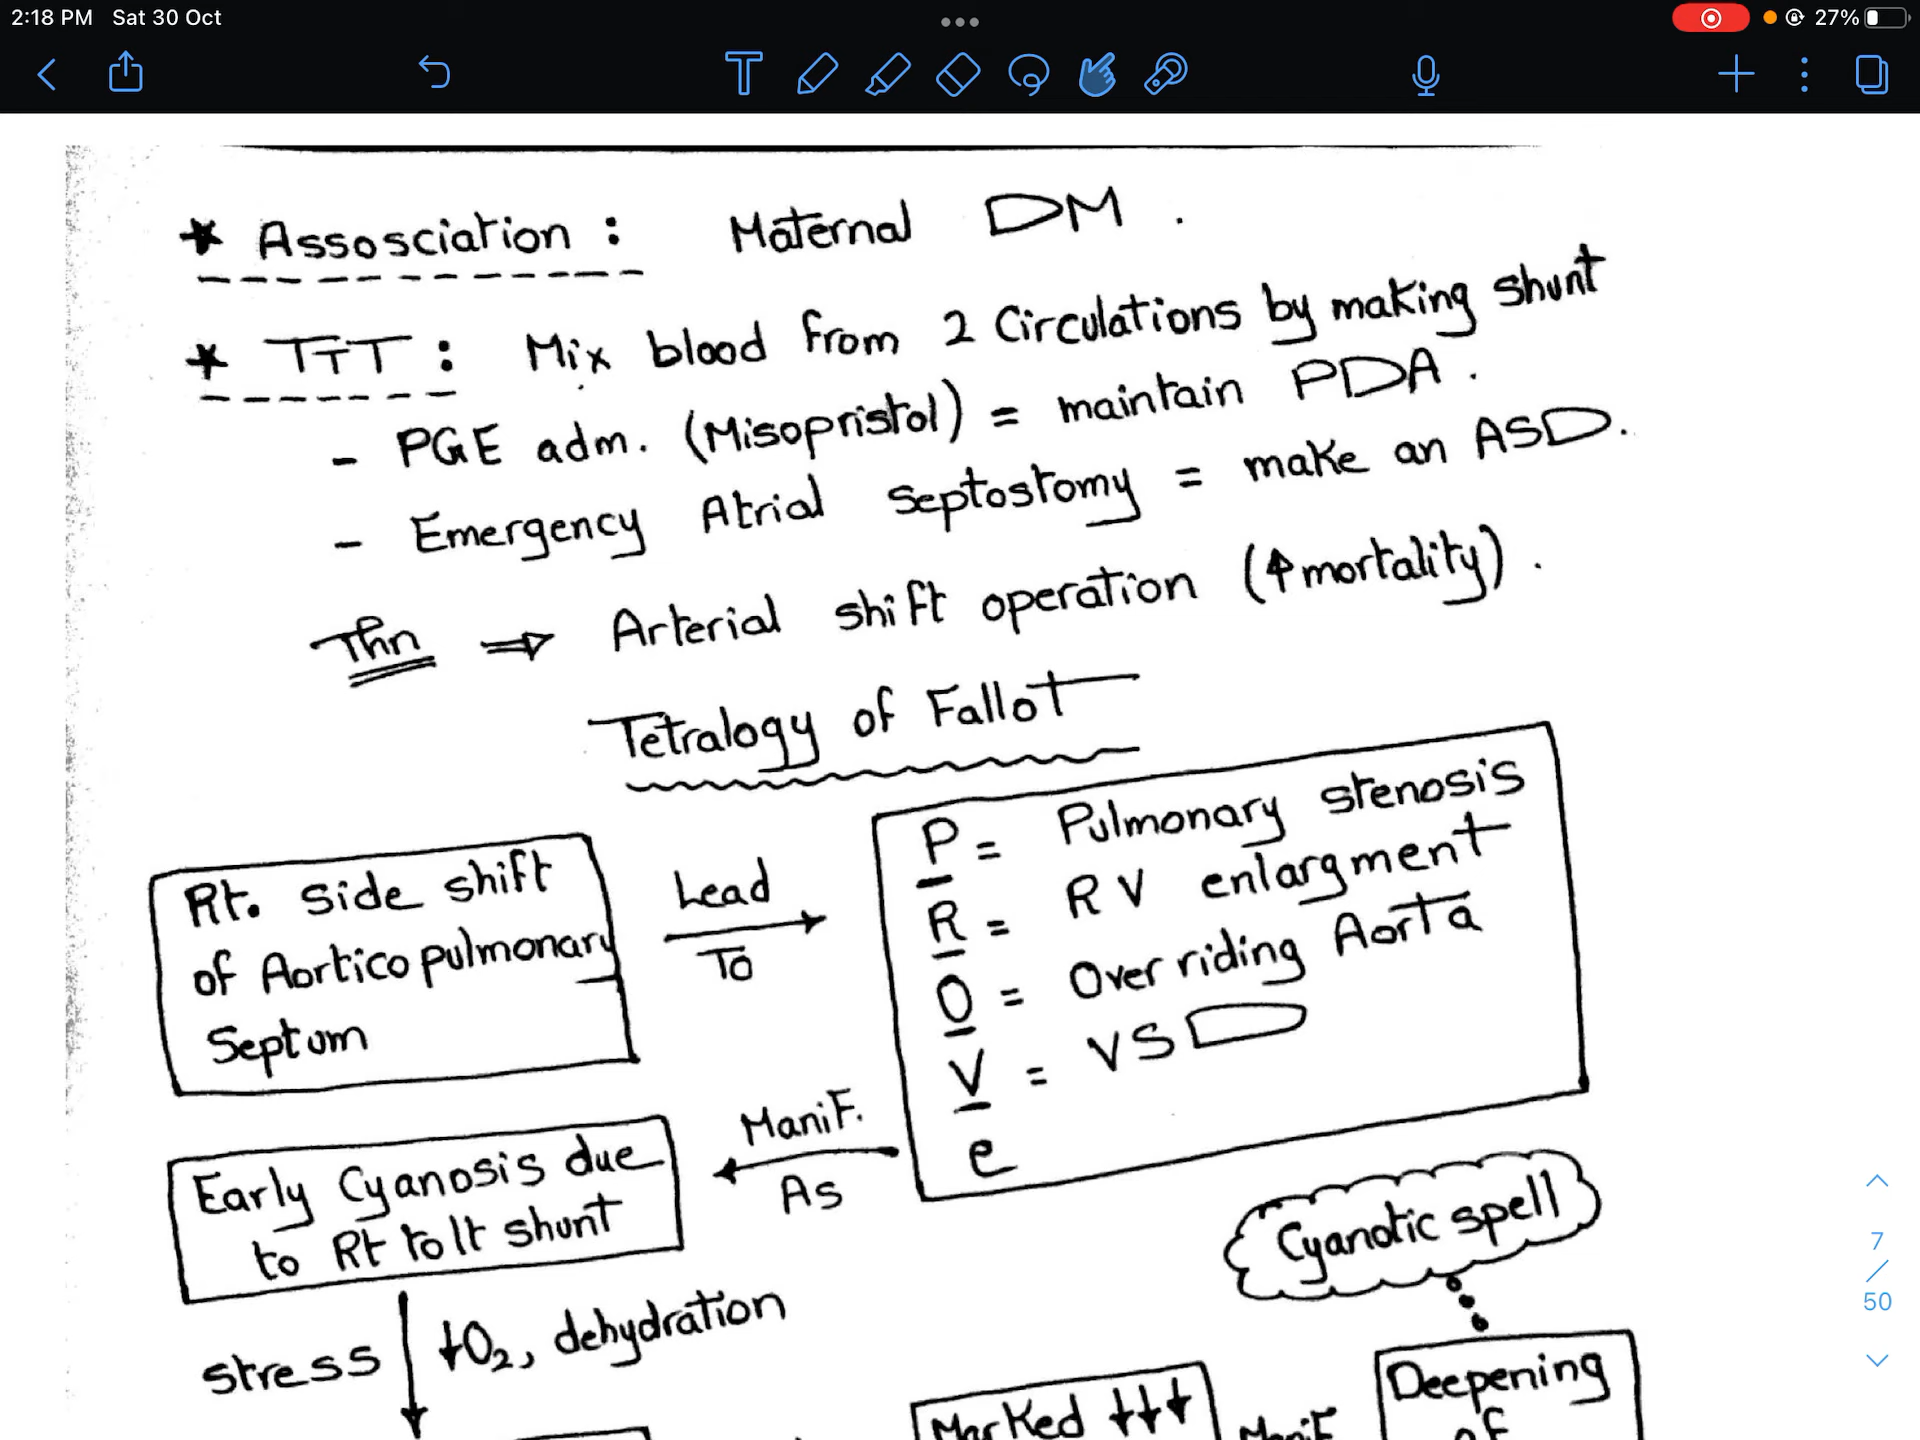 2:18 PM Sat 30 Oct
27%
* Assosciation : Maternal DM .
* TTT : Mix blood from 2 Circulations by making shunt
- PGE adm. (Misopristol) = maintain PDA .
- Emergency Atrial septostomy = make an ASD.
Thn ⇒ Arterial shift operation (↑mortality) .
Tetralogy of Fallot
Rt. Side shift
of Aortico pulmonary
Septum
Lead
To
P = Pulmonary stenosis
R = RV enlargment
O = Over riding Aorta
V = VSD
e
Manif.
As
Early Cyanosis due
to Rt to lt shunt
Cyanotic spell
stress ↓O2, dehydration
Marked ↓↓↓
Manif
Deepening
of
7
/
50